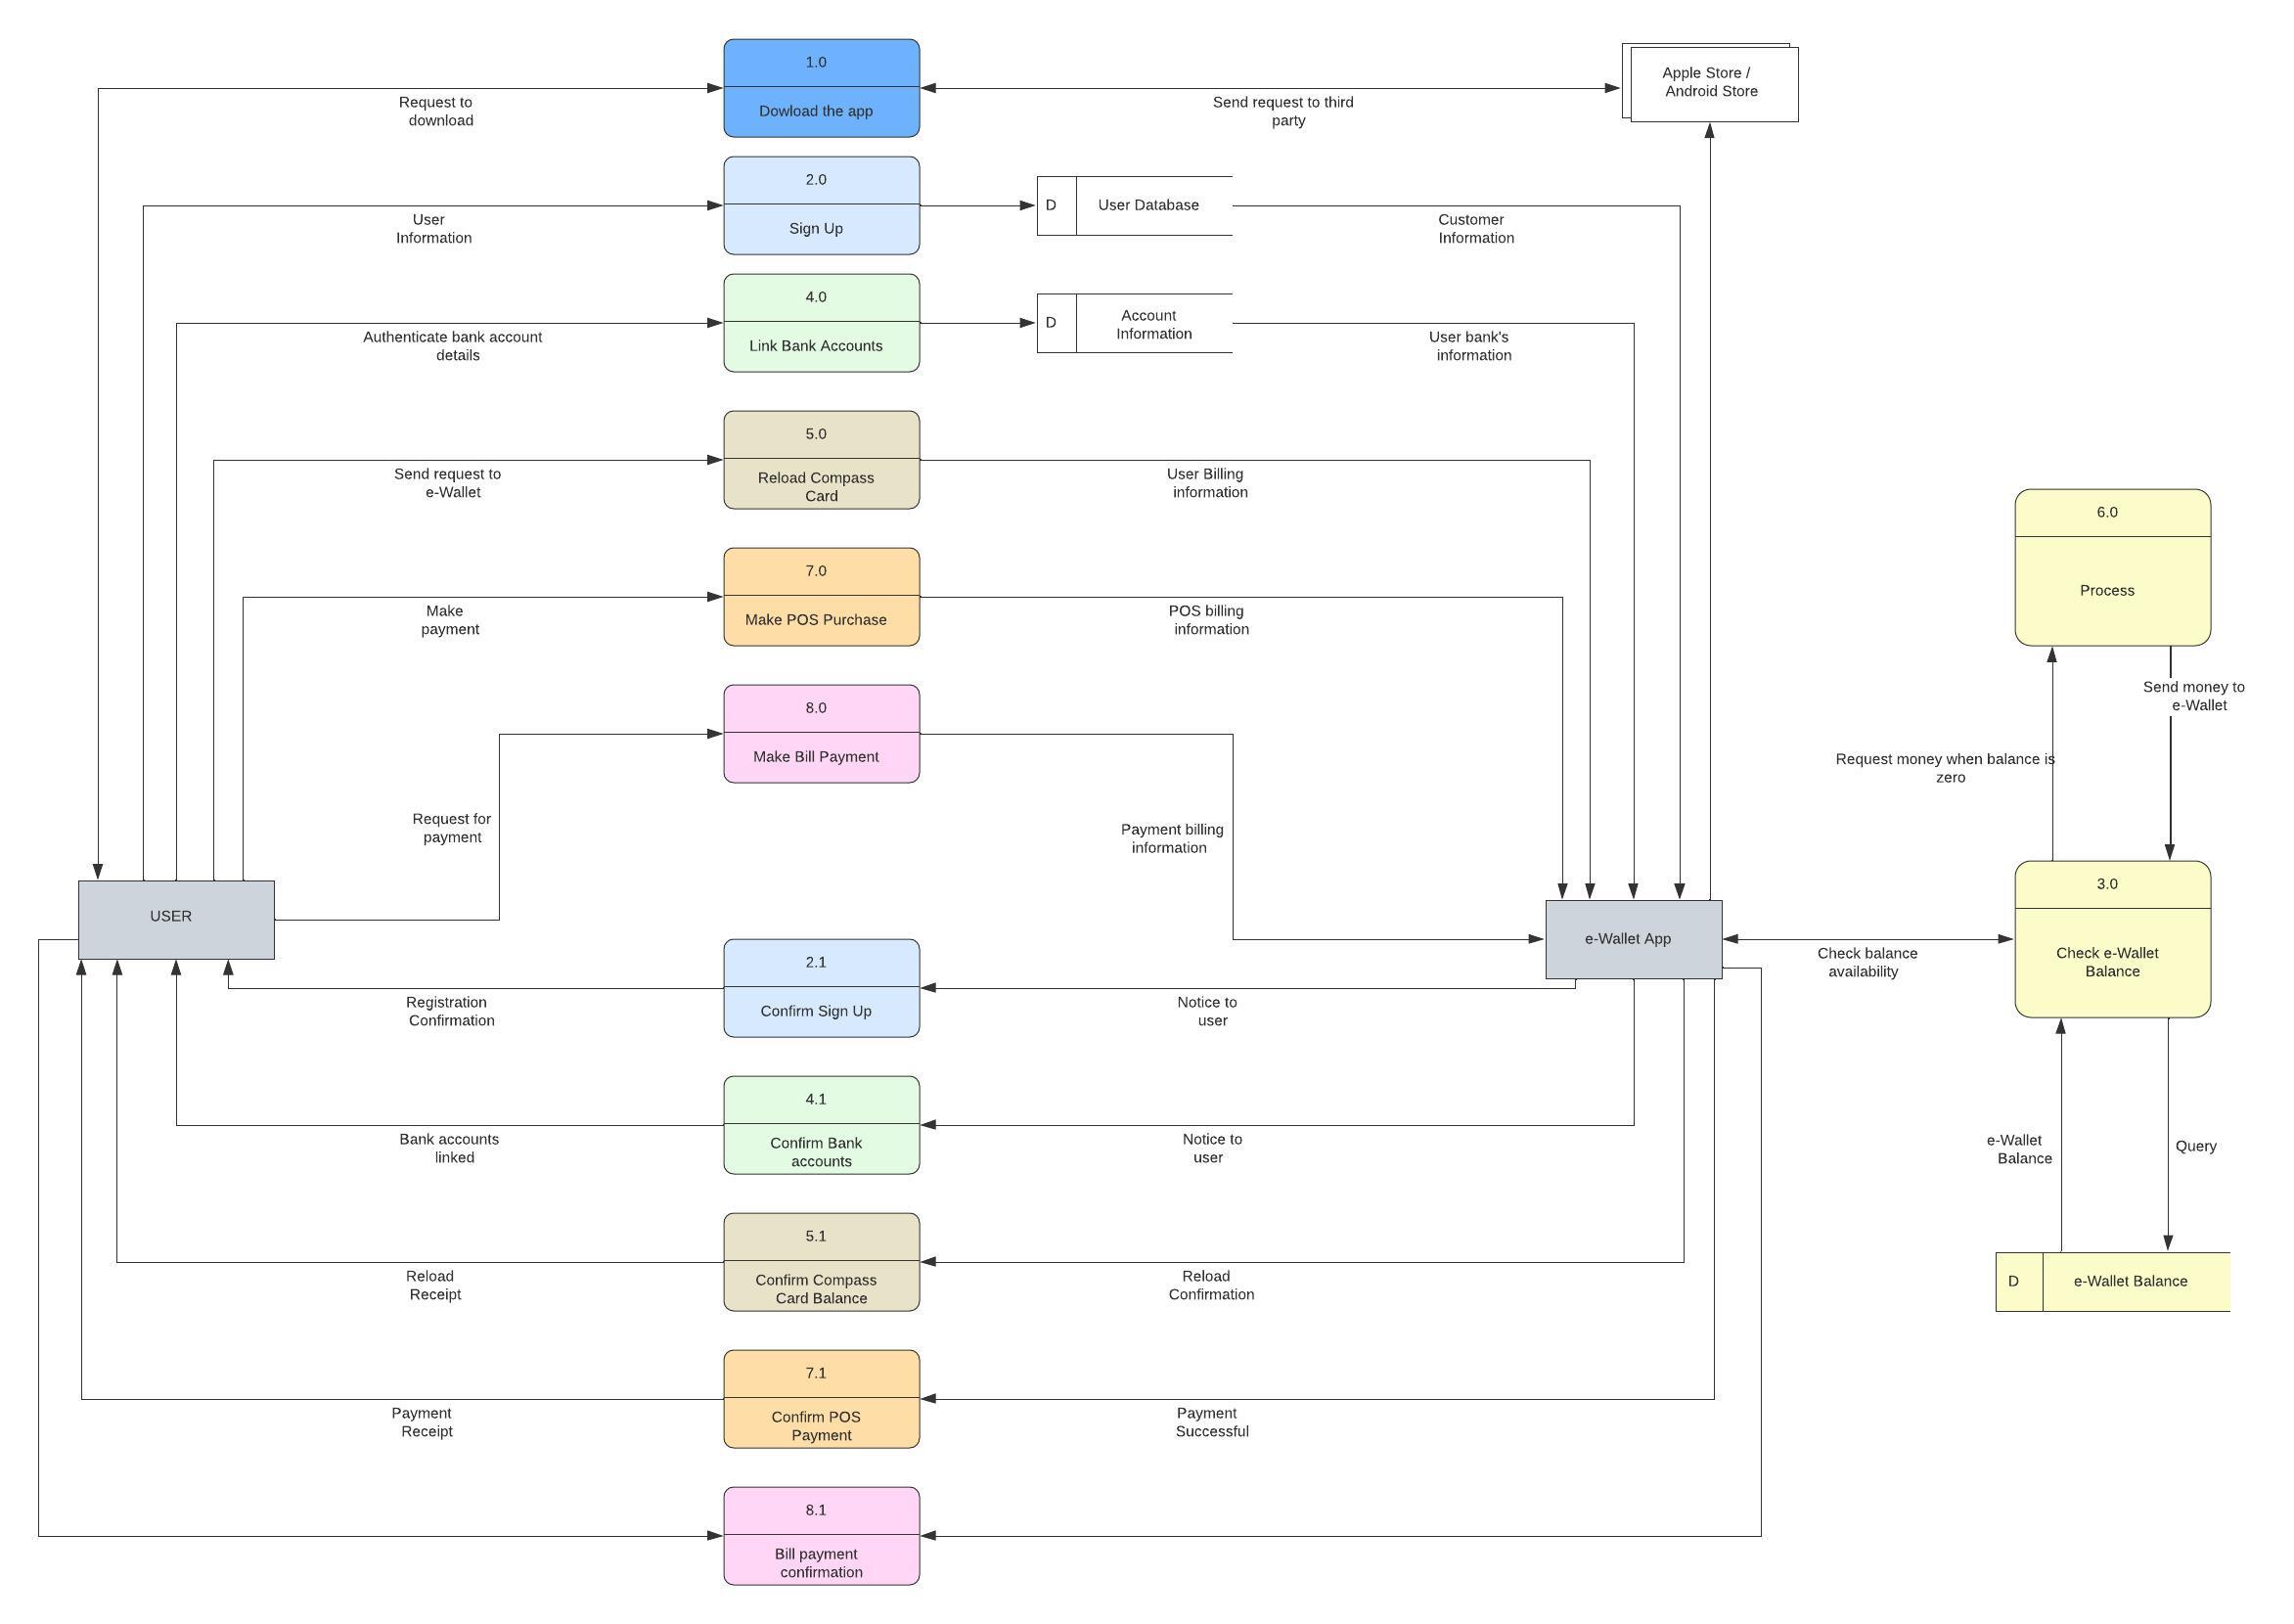 1.0
Dowload the app
Request to
download
Send request to third
party
Apple Store /
Android Store
2.0
Sign Up
User
Information
D
User Database
Customer
Information
4.0
Link Bank Accounts
Authenticate bank account
details
D
Account
Information
User bank's
information
5.0
Reload Compass
Card
Send request to
e-Wallet
User Billing
information
6.0
Process
7.0
Make POS Purchase
Make
payment
POS billing
information
Send money to
e-Wallet
8.0
Make Bill Payment
Request money when balance is
zero
Request for
payment
Payment billing
information
USER
e-Wallet App
3.0
Check e-Wallet
Balance
Check balance
availability
2.1
Confirm Sign Up
Registration
Confirmation
Notice to
user
4.1
Confirm Bank
accounts
Bank accounts
linked
Notice to
user
e-Wallet
Balance
Query
5.1
Confirm Compass
Card Balance
Reload
Receipt
Reload
Confirmation
D
e-Wallet Balance
7.1
Confirm POS
Payment
Payment
Receipt
Payment
Successful
8.1
Bill payment
confirmation